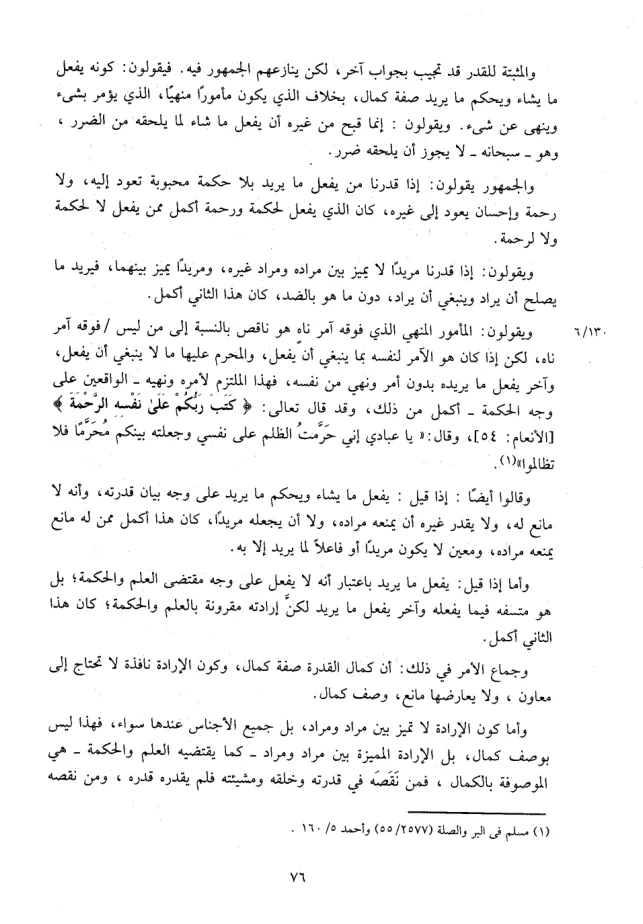 والمثبتة للقدر قد تجيب بجواب آخر، لكن ينازعهم الجمهور فيه. فيقولون: كونه يفعل
ما يشاء ويحكم ما يريد صفة كمال، بخلاف الذي يكون مأمورًا منهيًا، الذي يؤمر بشىء
وينهى عن شىء. ويقولون : إنما قبح من غيره أن يفعل ما شاء لما يلحقه من الضرر ،
وهو ـ سبحانه ـ لا يجوز أن يلحقه ضرر.
والجمهور يقولون: إذا قدرنا من يفعل ما يريد بلا حكمة محبوبة تعود إليه، ولا
رحمة وإحسان يعود إلى غيره، كان الذي يفعل لحكمة ورحمة أكمل ممن يفعل لا لحكمة
ولا لرحمة.
ويقولون: إذا قدرنا مريدًا لا يميز بين مراده ومراد غيره، ومريدًا يميز بينهما، فيريد ما
يصلح أن يراد وينبغي أن يراد، دون ما هو بالضد، كان هذا الثاني أكمل.
٦/١٣٠ ويقولون: المأمور المنهي الذي فوقه آمر ناهٍ هو ناقص بالنسبة إلى من ليس /فوقه آمر
ناه، لكن إذا كان هو الآمر لنفسه بما ينبغي أن يفعل، والمحرم عليها ما لا ينبغي أن يفعل،
وآخر يفعل ما يريده بدون أمر ونهي من نفسه، فهذا الملتزم لأمره ونهيه ـ الواقعين على
وجه الحكمة ـ أكمل من ذلك، وقد قال تعالى: ﴿ كَتَبَ رَبُّكُمْ عَلَىٰ نَفْسِهِ الرَّحْمَةَ ﴾
[الأنعام: ٥٤]، وقال:« يا عبادي إني حَرَّمتُ الظلم على نفسي وجعلته بينكم مُحَرَّمًا فلا
تظالموا»(١).
وقالوا أيضًا : إذا قيل : يفعل ما يشاء ويحكم ما يريد على وجه بيان قدرته، وأنه لا
مانع له، ولا يقدر غيره أن يمنعه مراده، ولا أن يجعله مريدًا، كان هذا أكمل ممن له مانع
يمنعه مراده، ومعين لا يكون مريدًا أو فاعلاً لما يريد إلا به.
وأما إذا قيل: يفعل ما يريد باعتبار أنه لا يفعل على وجه مقتضى العلم والحكمة؛ بل
هو متسفه فيما يفعله وآخر يفعل ما يريد لكنَّ إرادته مقرونة بالعلم والحكمة؛ كان هذا
الثاني أكمل.
وجماع الأمر في ذلك: أن كمال القدرة صفة كمال، وكون الإرادة نافذة لا تحتاج إلى
معاون ، ولا يعارضها مانع، وصف كمال.
وأما كون الإرادة لا تميز بين مراد ومراد، بل جميع الأجناس عندها سواء، فهذا ليس
بوصف كمال، بل الإرادة المميزة بين مراد ومراد ـ كما يقتضيه العلم والحكمة ـ هي
الموصوفة بالكمال ، فمن نَقَصَه في قدرته وخلقه ومشيئته فلم يقدره قدره ، ومن نقصه
(١) مسلم فى البر والصلة (٥٥/٢٥٧٧) وأحمد ٥/ ١٦٠ .
٧٦